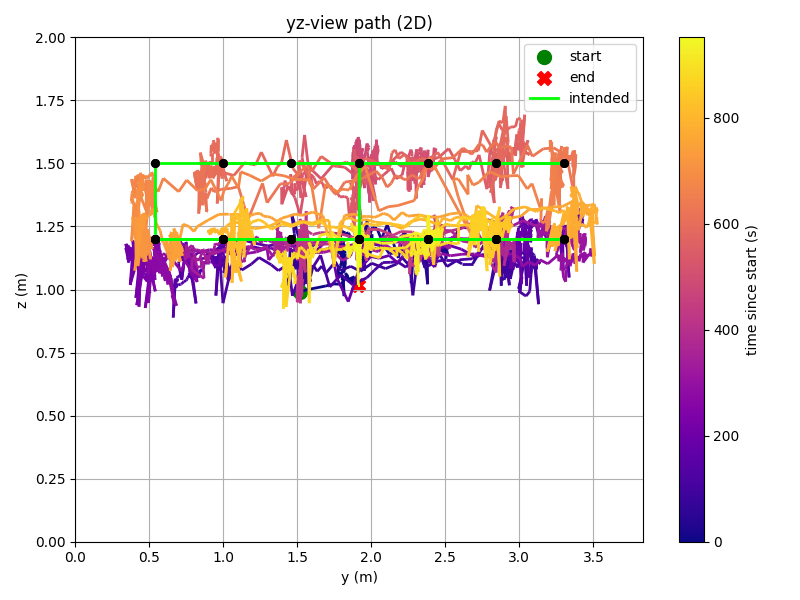 yz-view path (2D)
start
end
intended
z (m)
2.00
1.75
1.50
1.25
1.00
0.75
0.50
0.25
0.00
0.0 0.5 1.0 1.5 2.0 2.5 3.0 3.5
y (m)
800
600
400
200
0
time since start (s)